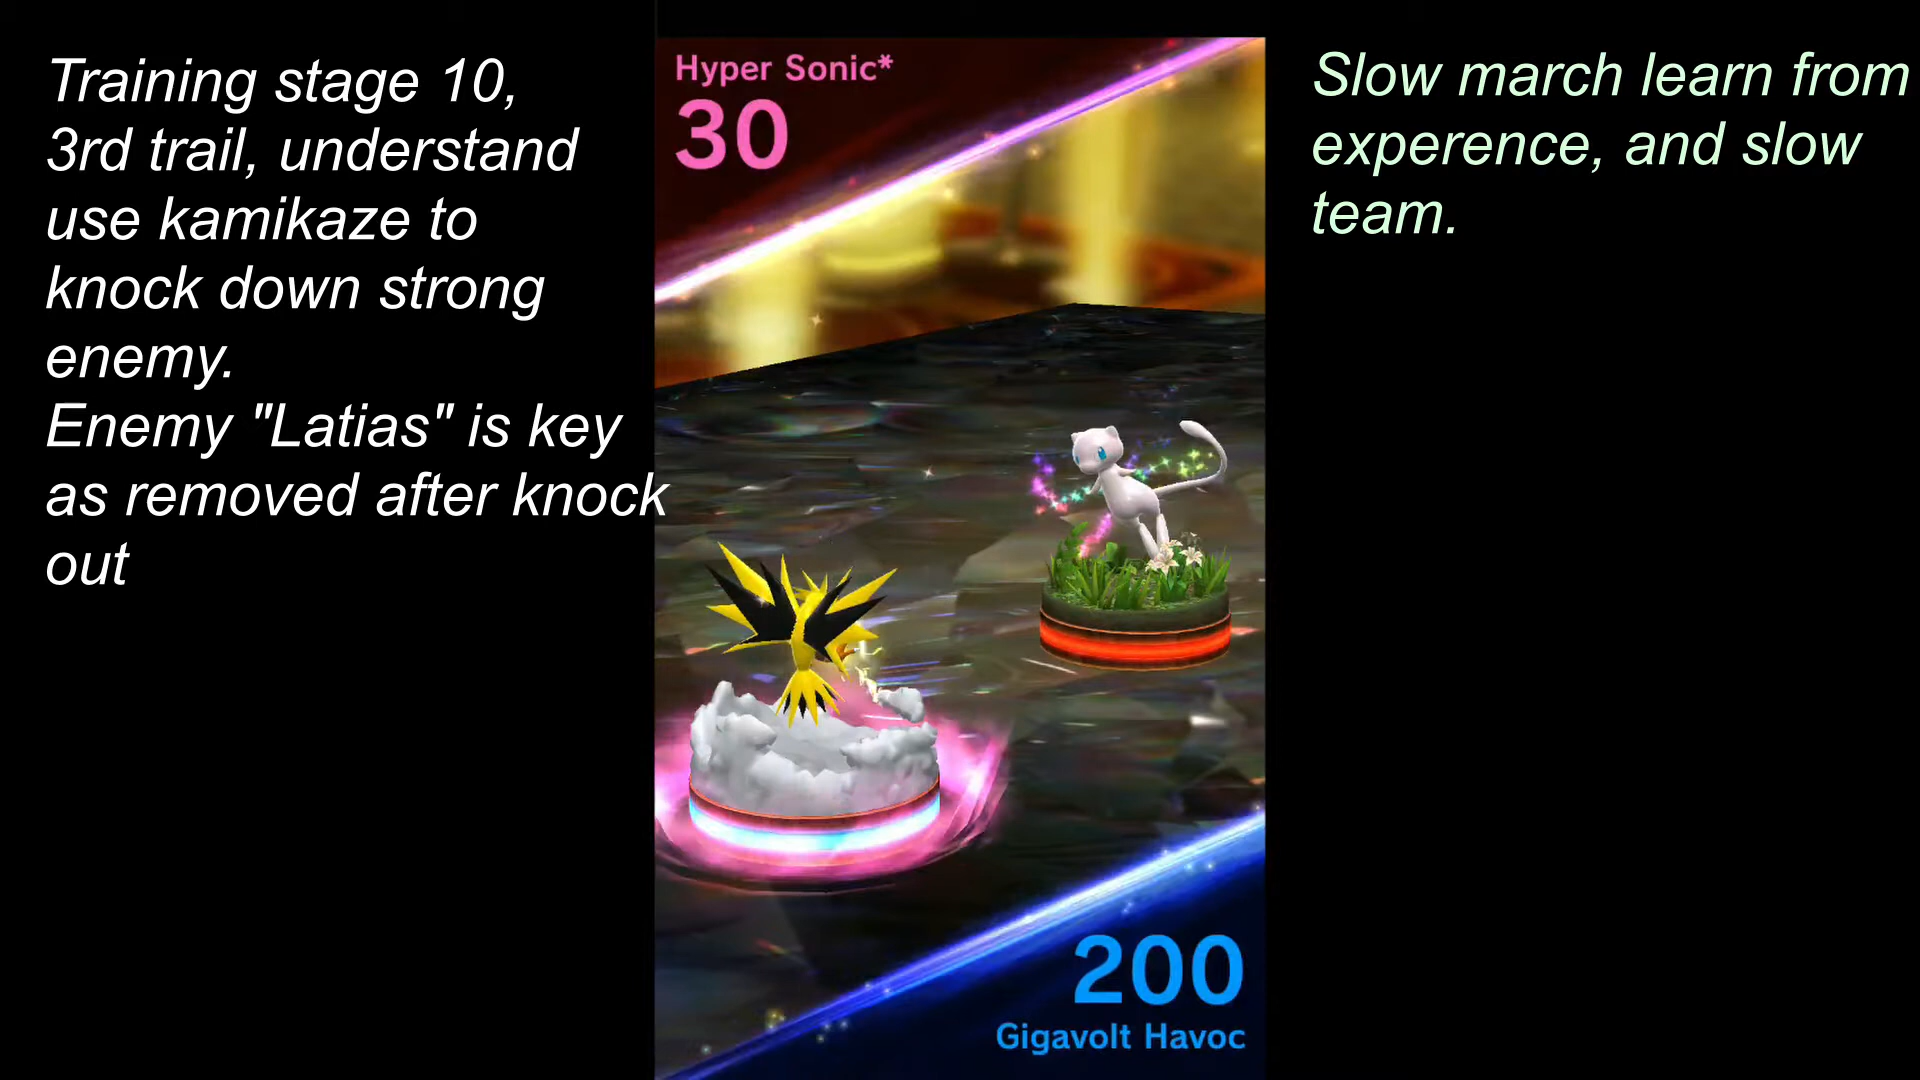 Training stage 10,
3rd trail, understand
use kamikaze to
knock down strong
enemy.
Enemy "Latias" is key
as removed after knock
out
Hyper Sonic*
30
Slow march learn from
experence, and slow
team.
200
Gigavolt Havoc